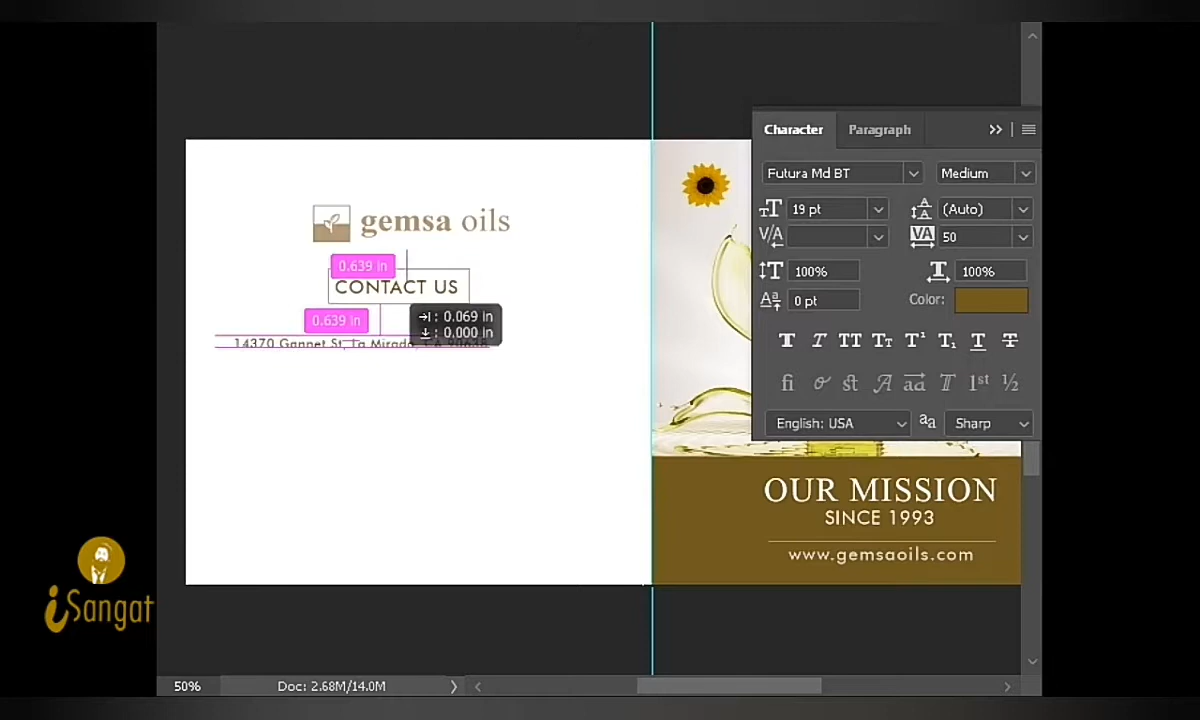 Character
Paragraph
Futura Md BT
Medium
19 pt
(Auto)
50
100%
100%
0 pt
Color:
English: USA
Sharp
gemsa oils
0.639 in
CONTACT US
0.639 in
: 0.069 in
: 0.000 in
14370 Gannet St, La Mirada, CA 90638
OUR MISSION
SINCE 1993
www.gemsaoils.com
iSangat
50%
Doc: 2.68M/14.0M